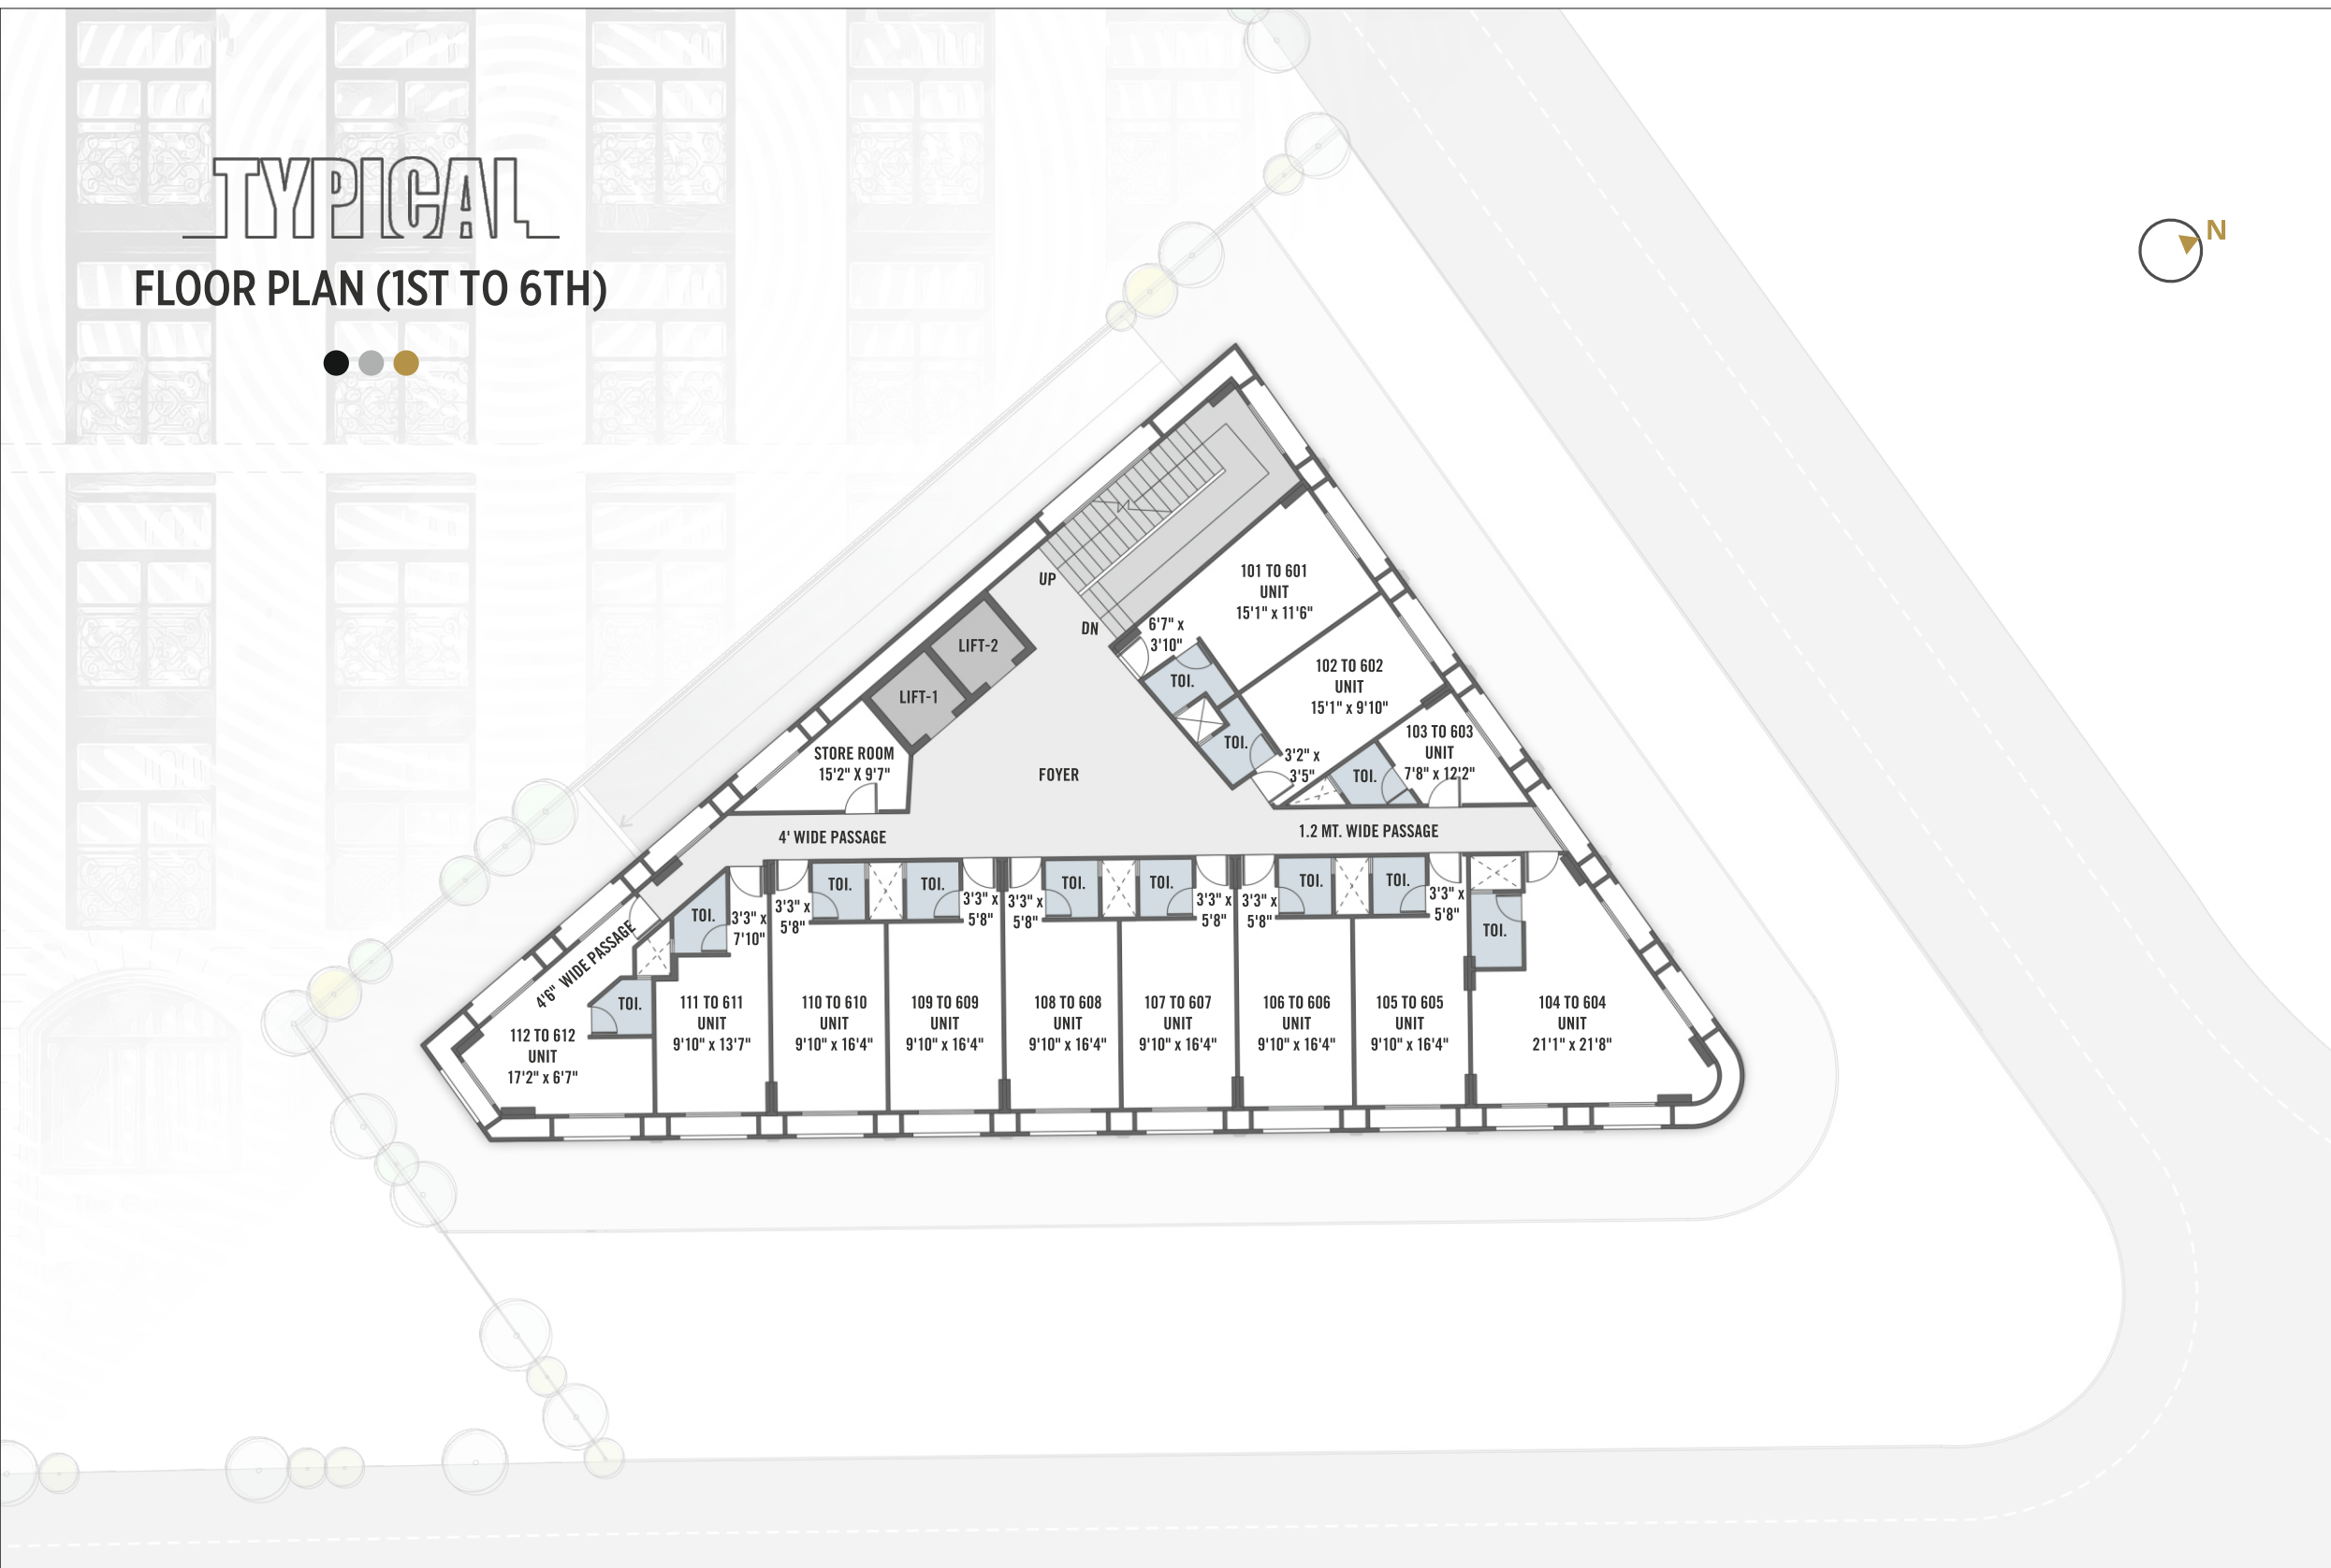 TYPICAL
FLOOR PLAN (1ST TO 6TH)
N
UP
DN
101 TO 601
UNIT
15'1" x 11'6"
6'7" x
3'10"
TOI.
102 TO 602
UNIT
15'1" x 9'10"
TOI.
3'2" x
3'5"
103 TO 603
UNIT
7'8" x 12'2"
TOI.
LIFT-2
LIFT-1
STORE ROOM
15'2" X 9'7"
FOYER
4' WIDE PASSAGE
1.2 MT. WIDE PASSAGE
4'6" WIDE PASSAGE
TOI.
3'3" x
7'10"
3'3" x
5'8"
TOI.
TOI.
3'3" x
5'8"
3'3" x
5'8"
TOI.
TOI.
3'3" x
5'8"
3'3" x
5'8"
TOI.
TOI.
3'3" x
5'8"
TOI.
TOI.
112 TO 612
UNIT
17'2" x 6'7"
111 TO 611
UNIT
9'10" x 13'7"
110 TO 610
UNIT
9'10" x 16'4"
109 TO 609
UNIT
9'10" x 16'4"
108 TO 608
UNIT
9'10" x 16'4"
107 TO 607
UNIT
9'10" x 16'4"
106 TO 606
UNIT
9'10" x 16'4"
105 TO 605
UNIT
9'10" x 16'4"
104 TO 604
UNIT
21'1" x 21'8"